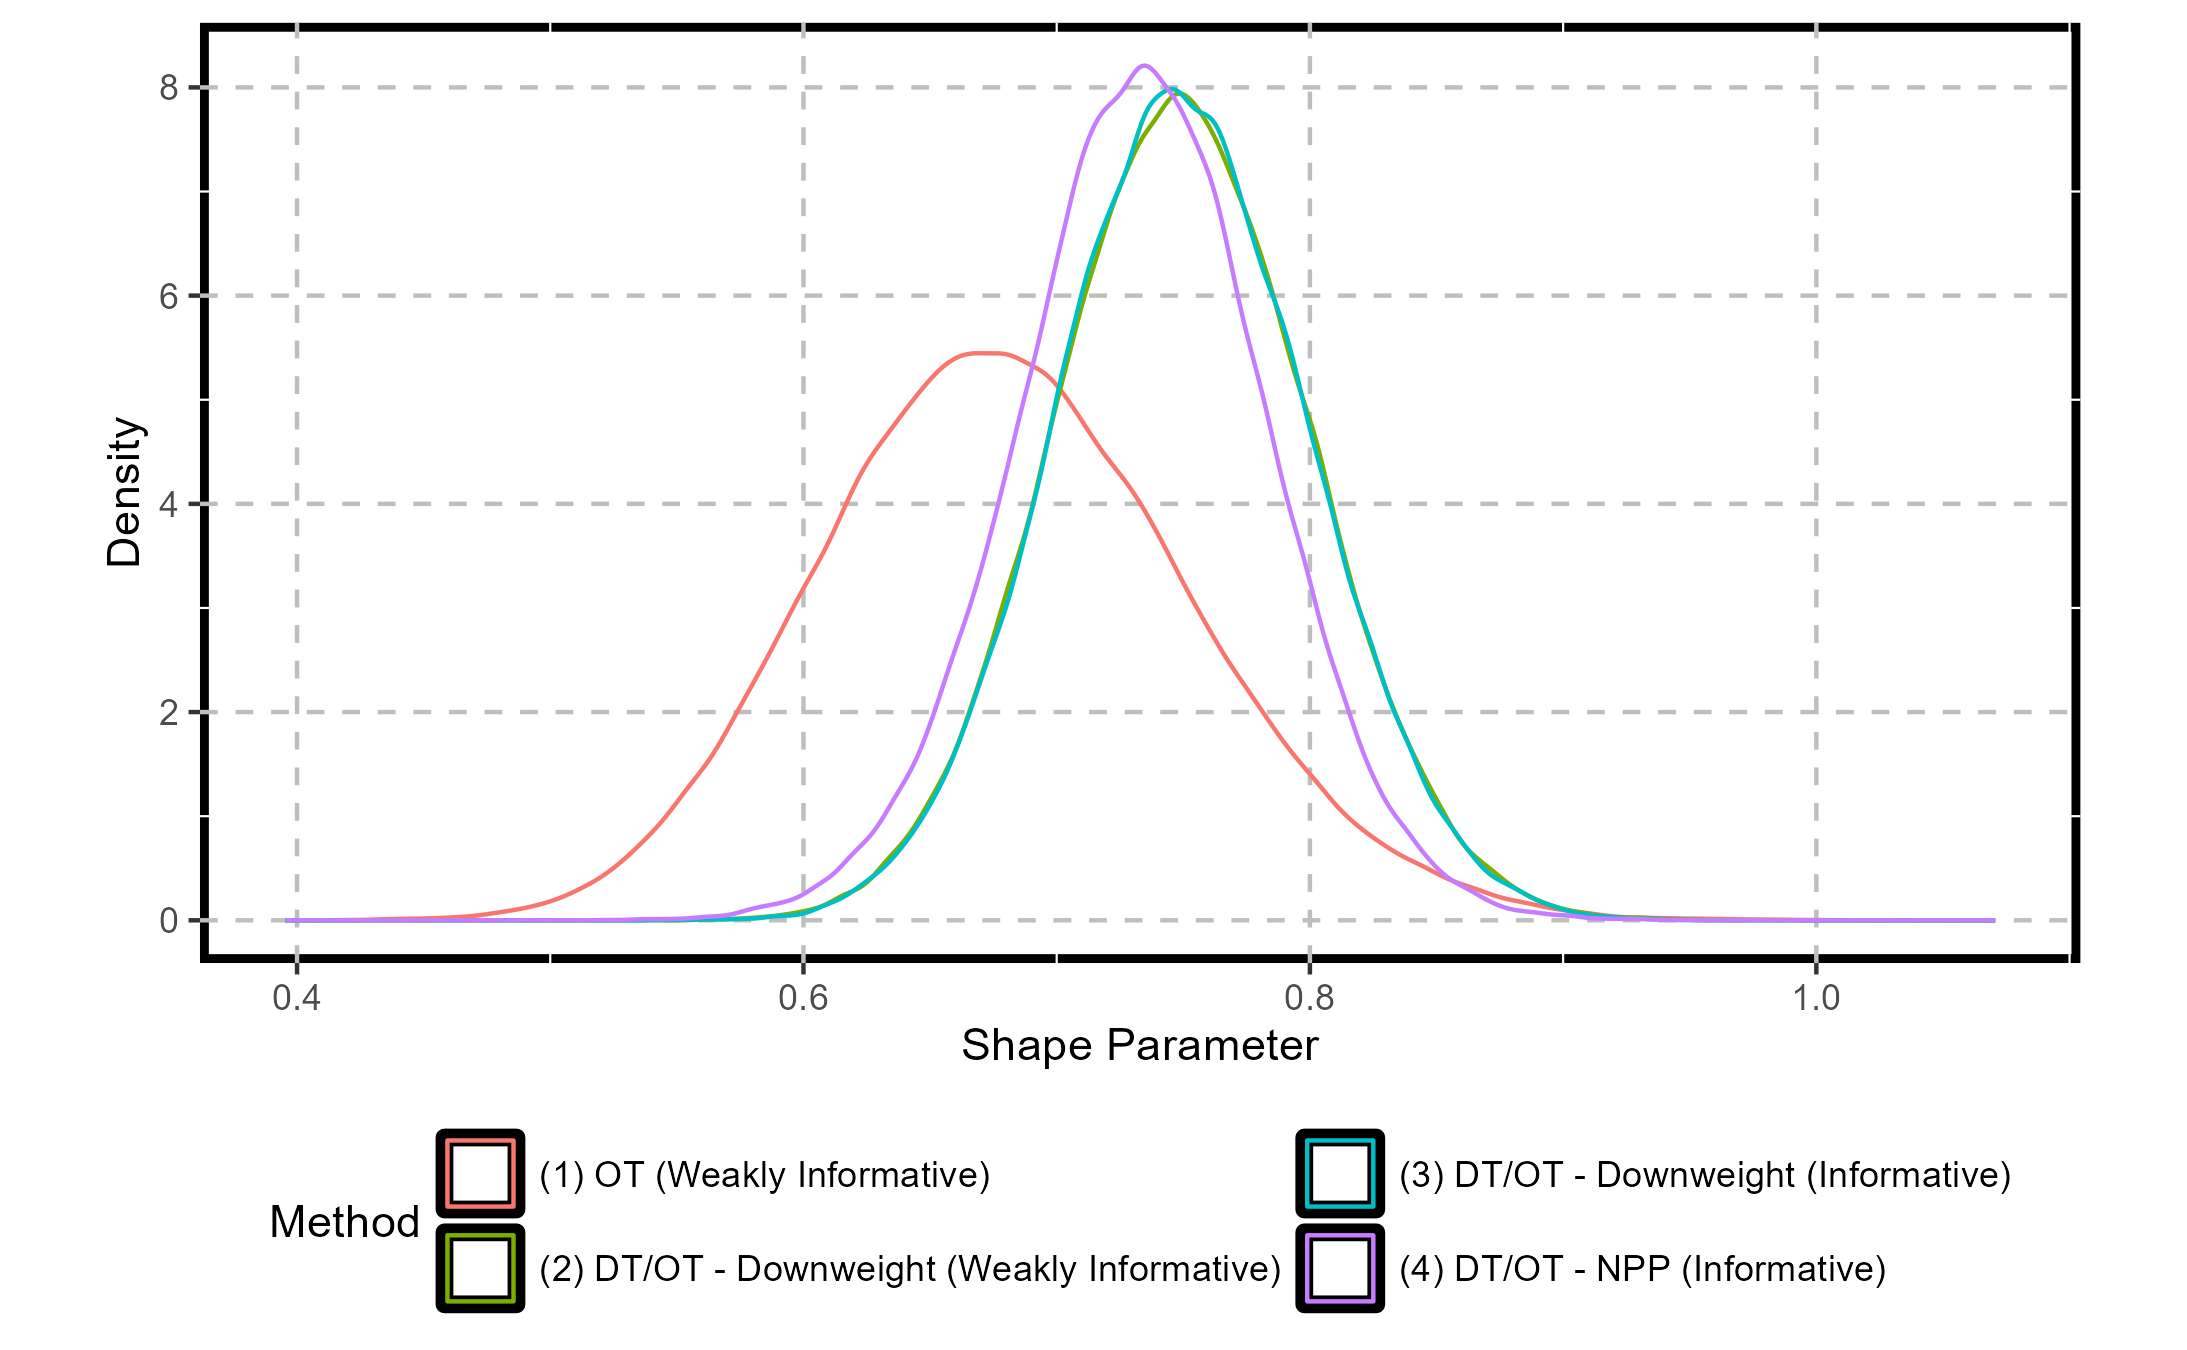 8
6
4
2
0
Density
0.4 0.6 0.8 1.0
Shape Parameter
Method
(1) OT (Weakly Informative)
(2) DT/OT - Downweight (Weakly Informative)
(3) DT/OT - Downweight (Informative)
(4) DT/OT - NPP (Informative)